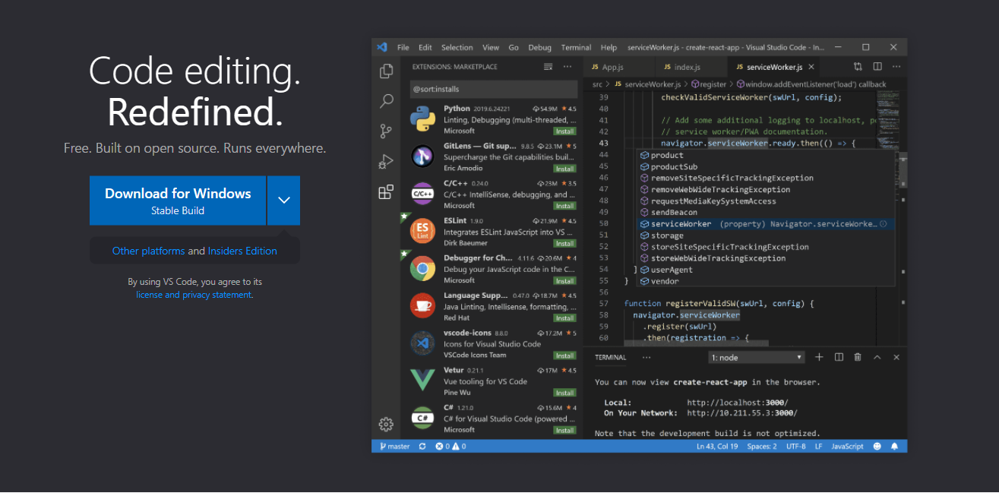 Code editing.
Redefined.
Free. Built on open source. Runs everywhere.
Download for Windows
Stable Build
Other platforms and Insiders Edition
By using VS Code, you agree to its
license and privacy statement.
File Edit Selection View Go Debug Terminal Help serviceWorker.js - create-react-app - Visual Studio Code - In...
EXTENSIONS: MARKETPLACE
@sort:installs
Python 2019.6.24221 54.9M 4.5
Linting, Debugging (multi-threaded, ...
Microsoft Install
GitLens — Git sup... 9.8.5 23.1M 5
Supercharge the Git capabilities buil...
Eric Amodio Install
C/C++ 0.24.0 23M 3.5
C/C++ IntelliSense, debugging, and ...
Microsoft Install
ESLint 1.9.0 21.9M 4.5
Integrates ESLint JavaScript into VS ...
Dirk Baeumer Install
Debugger for Ch... 4.11.6 20.6M 4
Debug your JavaScript code in the C...
Microsoft Install
Language Supp... 0.47.0 18.7M 4.5
Java Linting, Intellisense, formatting, ...
Red Hat Install
vscode-icons 8.8.0 17.2M 5
Icons for Visual Studio Code
VSCode Icons Team Install
Vetur 0.21.1 17M 4.5
Vue tooling for VS Code
Pine Wu Install
C# 1.21.0 15.6M 4
C# for Visual Studio Code (powered ...
Microsoft Install
C/C++
ES
Lint
C#
JS App.js JS index.js JS serviceWorker.js
src > JS serviceWorker.js > register > window.addEventListener('load') callback
39 checkValidServiceWorker(swUrl, config);
40
41 // Add some additional logging to localhost, po
42 // service worker/PWA documentation.
43 navigator.serviceWorker.ready.then(() => {
44 product
45 productSub
46 removeSiteSpecificTrackingException
47 removeWebWideTrackingException
48 requestMediaKeySystemAccess
49 sendBeacon
50 serviceWorker (property) Navigator.serviceWorke...
51 storage
52 storeSiteSpecificTrackingException
53 storeWebWideTrackingException
54 } userAgent
55 } vendor
56
57 function registerValidSW(swUrl, config) {
58 navigator.serviceWorker
59 .register(swUrl)
60 .then(registration => {
TERMINAL ... 1: node
You can now view create-react-app in the browser.
Local: http://localhost:3000/
On Your Network: http://10.211.55.3:3000/
Note that the development build is not optimized.
master 0 0 Ln 43, Col 19 Spaces: 2 UTF-8 LF JavaScript